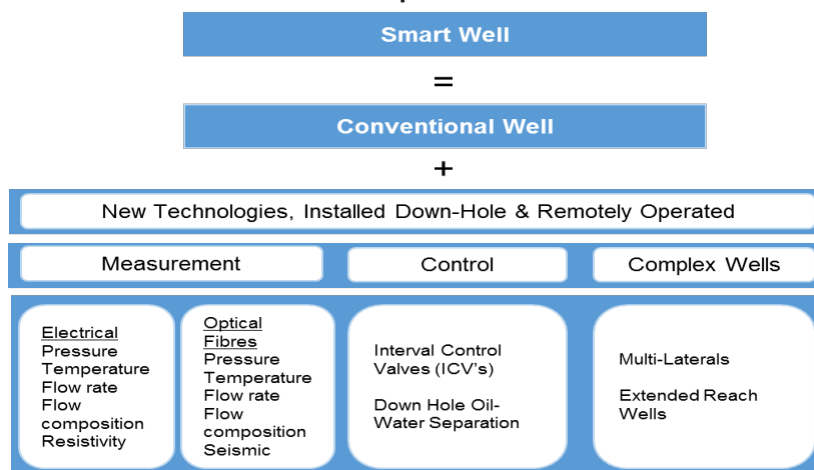 Smart Well
=
Conventional Well
+
New Technologies, Installed Down-Hole & Remotely Operated
Measurement
Control
Complex Wells
Electrical
Pressure
Temperature
Flow rate
Flow
composition
Resistivity
Optical
Fibres
Pressure
Temperature
Flow rate
Flow
composition
Seismic
Interval Control
Valves (ICV's)
Down Hole Oil-
Water Separation
Multi-Laterals
Extended Reach
Wells